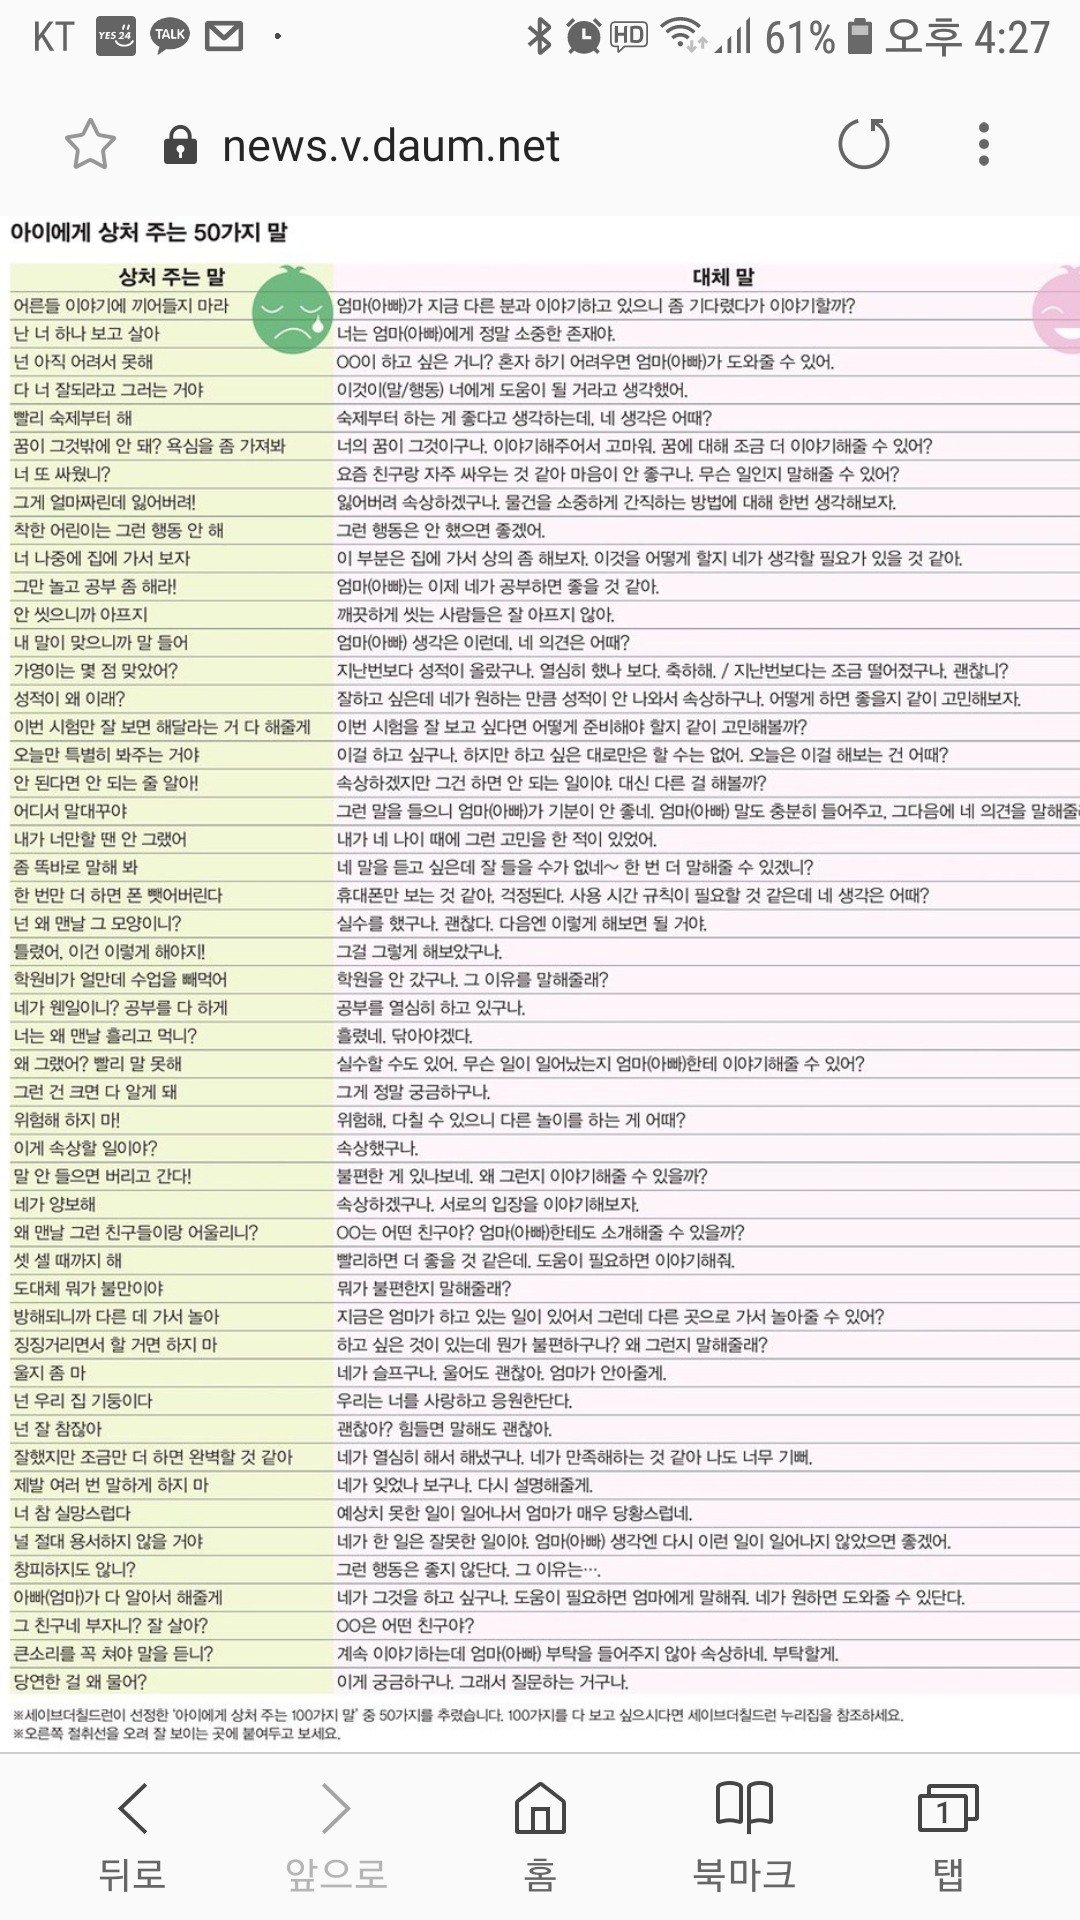 KT YES24 TALK HD 61% 오후 4:27
news.v.daum.net
아이에게 상처 주는 50가지 말
상처 주는 말 대체 말
어른들 이야기에 끼어들지 마라 엄마(아빠)가 지금 다른 분과 이야기하고 있으니 좀 기다렸다가 이야기할까?
난 너 하나 보고 살아 너는 엄마(아빠)에게 정말 소중한 존재야.
넌 아직 어려서 못해 OO이 하고 싶은 거니? 혼자 하기 어려우면 엄마(아빠)가 도와줄 수 있어.
다 너 잘되라고 그러는 거야 이것이(말/행동) 너에게 도움이 될 거라고 생각했어.
빨리 숙제부터 해 숙제부터 하는 게 좋다고 생각하는데, 네 생각은 어때?
꿈이 그것밖에 안 돼? 욕심을 좀 가져봐 너의 꿈이 그것이구나. 이야기해주어서 고마워. 꿈에 대해 조금 더 이야기해줄 수 있어?
너 또 싸웠니? 요즘 친구랑 자주 싸우는 것 같아 마음이 안 좋구나. 무슨 일인지 말해줄 수 있어?
그게 얼마짜린데 잃어버려! 잃어버려 속상하겠구나. 물건을 소중하게 간직하는 방법에 대해 한번 생각해보자.
착한 어린이는 그런 행동 안 해 그런 행동은 안 했으면 좋겠어.
너 나중에 집에 가서 보자 이 부분은 집에 가서 상의 좀 해보자. 이것을 어떻게 할지 네가 생각할 필요가 있을 것 같아.
그만 놀고 공부 좀 해라! 엄마(아빠)는 이제 네가 공부하면 좋을 것 같아.
안 씻으니까 아프지 깨끗하게 씻는 사람들은 잘 아프지 않아.
내 말이 맞으니까 말 들어 엄마(아빠) 생각은 이런데, 네 의견은 어때?
가영이는 몇 점 맞았어? 지난번보다 성적이 올랐구나. 열심히 했나 보다. 축하해. / 지난번보다는 조금 떨어졌구나. 괜찮니?
성적이 왜 이래? 잘하고 싶은데 네가 원하는 만큼 성적이 안 나와서 속상하구나. 어떻게 하면 좋을지 같이 고민해보자.
이번 시험만 잘 보면 해달라는 거 다 해줄게 이번 시험을 잘 보고 싶다면 어떻게 준비해야 할지 같이 고민해볼까?
오늘만 특별히 봐주는 거야 이걸 하고 싶구나. 하지만 하고 싶은 대로만은 할 수는 없어. 오늘은 이걸 해보는 건 어때?
안 된다면 안 되는 줄 알아! 속상하겠지만 그건 하면 안 되는 일이야. 대신 다른 걸 해볼까?
어디서 말대꾸야 그런 말을 들으니 엄마(아빠)가 기분이 안 좋네. 엄마(아빠) 말도 충분히 들어주고, 그다음에 네 의견을 말해줄
내가 너만할 땐 안 그랬어 내가 네 나이 때에 그런 고민을 한 적이 있었어.
좀 똑바로 말해 봐 네 말을 듣고 싶은데 잘 들을 수가 없네~ 한 번 더 말해줄 수 있겠니?
한 번만 더 하면 폰 뺏어버린다 휴대폰만 보는 것 같아, 걱정된다. 사용 시간 규칙이 필요할 것 같은데 네 생각은 어때?
넌 왜 맨날 그 모양이니? 실수를 했구나. 괜찮다. 다음엔 이렇게 해보면 될 거야.
틀렸어, 이건 이렇게 해야지! 그걸 그렇게 해보았구나.
학원비가 얼만데 수업을 빼먹어 학원을 안 갔구나. 그 이유를 말해줄래?
네가 웬일이니? 공부를 다 하게 공부를 열심히 하고 있구나.
너는 왜 맨날 흘리고 먹니? 흘렸네. 닦아야겠다.
왜 그랬어? 빨리 말 못해 실수할 수도 있어. 무슨 일이 일어났는지 엄마(아빠)한테 이야기해줄 수 있어?
그런 건 크면 다 알게 돼 그게 정말 궁금하구나.
위험해 하지 마! 위험해, 다칠 수 있으니 다른 놀이를 하는 게 어때?
이게 속상할 일이야? 속상했구나.
말 안 들으면 버리고 간다! 불편한 게 있나보네. 왜 그런지 이야기해줄 수 있을까?
네가 양보해 속상하겠구나. 서로의 입장을 이야기해보자.
왜 맨날 그런 친구들이랑 어울리니? OO는 어떤 친구야? 엄마(아빠)한테도 소개해줄 수 있을까?
셋 셀 때까지 해 빨리하면 더 좋을 것 같은데. 도움이 필요하면 이야기해줘.
도대체 뭐가 불만이야 뭐가 불편한지 말해줄래?
방해되니까 다른 데 가서 놀아 지금은 엄마가 하고 있는 일이 있어서 그런데 다른 곳으로 가서 놀아줄 수 있어?
징징거리면서 할 거면 하지 마 하고 싶은 것이 있는데 뭔가 불편하구나? 왜 그런지 말해줄래?
울지 좀 마 네가 슬프구나. 울어도 괜찮아. 엄마가 안아줄게.
넌 우리 집 기둥이다 우리는 너를 사랑하고 응원한단다.
넌 잘 참잖아 괜찮아? 힘들면 말해도 괜찮아.
잘했지만 조금만 더 하면 완벽할 것 같아 네가 열심히 해서 해냈구나. 네가 만족해하는 것 같아 나도 너무 기뻐.
제발 여러 번 말하게 하지 마 네가 잊었나 보구나. 다시 설명해줄게.
너 참 실망스럽다 예상치 못한 일이 일어나서 엄마가 매우 당황스럽네.
널 절대 용서하지 않을 거야 네가 한 일은 잘못한 일이야. 엄마(아빠) 생각엔 다시 이런 일이 일어나지 않았으면 좋겠어.
창피하지도 않니? 그런 행동은 좋지 않단다. 그 이유는….
아빠(엄마)가 다 알아서 해줄게 네가 그것을 하고 싶구나. 도움이 필요하면 엄마에게 말해줘. 네가 원하면 도와줄 수 있단다.
그 친구네 부자니? 잘 살아? OO은 어떤 친구야?
큰소리를 꼭 쳐야 말을 듣니? 계속 이야기하는데 엄마(아빠) 부탁을 들어주지 않아 속상하네. 부탁할게.
당연한 걸 왜 물어? 이게 궁금하구나. 그래서 질문하는 거구나.
※세이브더칠드런이 선정한 '아이에게 상처 주는 100가지 말' 중 50가지를 추렸습니다. 100가지를 다 보고 싶으시다면 세이브더칠드런 누리집을 참조하세요.
※오른쪽 절취선을 오려 잘 보이는 곳에 붙여두고 보세요.
뒤로 앞으로 홈 북마크 1 탭